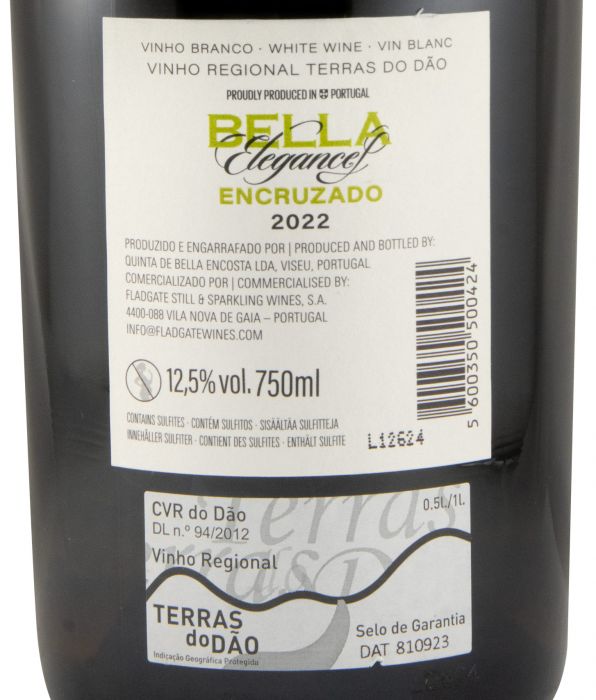 VINHO BRANCO · WHITE WINE · VIN BLANC
VINHO REGIONAL TERRAS DO DÃO
PROUDLY PRODUCED IN PORTUGAL
BELLA
Elegance
ENCRUZADO
2022
PRODUZIDO E ENGARRAFADO POR | PRODUCED AND BOTTLED BY:
QUINTA DE BELLA ENCOSTA LDA, VISEU, PORTUGAL
COMERCIALIZADO POR | COMMERCIALISED BY:
FLADGATE STILL & SPARKLING WINES, S.A.
4400-088 VILA NOVA DE GAIA – PORTUGAL
INFO@FLADGATEWINES.COM
5 600350 500424
12,5% vol. 750ml
CONTAINS SULFITES · CONTÉM SULFITOS · SISÄÄLTÄÄ SULFITTEJA
INNEHÅLLER SULFITER · CONTIENT DES SULFITES · ENTHÄLT SULFITE
L12624
CVR do Dão
DL n.º 94/2012
Vinho Regional
0.5l./1l.
TERRAS
doDÃO
Indicação Geográfica Protegida
Selo de Garantia
DAT 810923